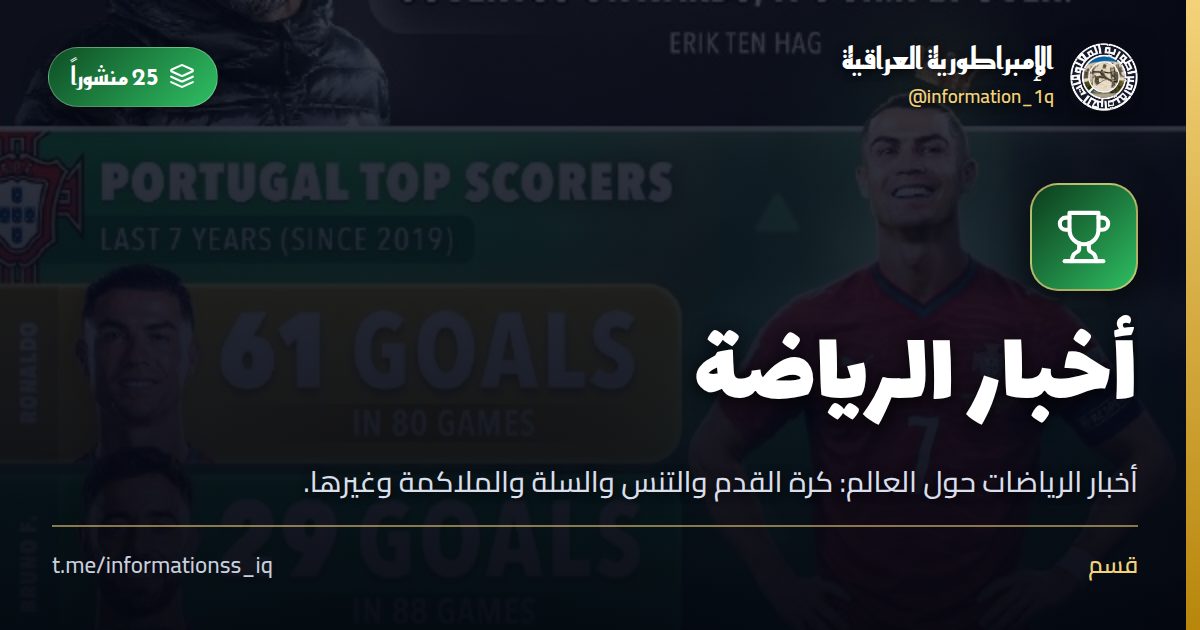 ERIK TEN HAG
الإمبراطورية العراقية
@information_1q
25 منشوراً
PORTUGAL TOP SCORERS
LAST 7 YEARS (SINCE 2019)
RONALDO
61 GOALS
IN 80 GAMES
7
أخبار الرياضة
أخبار الرياضات حول العالم: كرة القدم والتنس والسلة والملاكمة وغيرها.
BRUNO F.
29 GOALS
IN 88 GAMES
قسم
t.me/informationss_iq